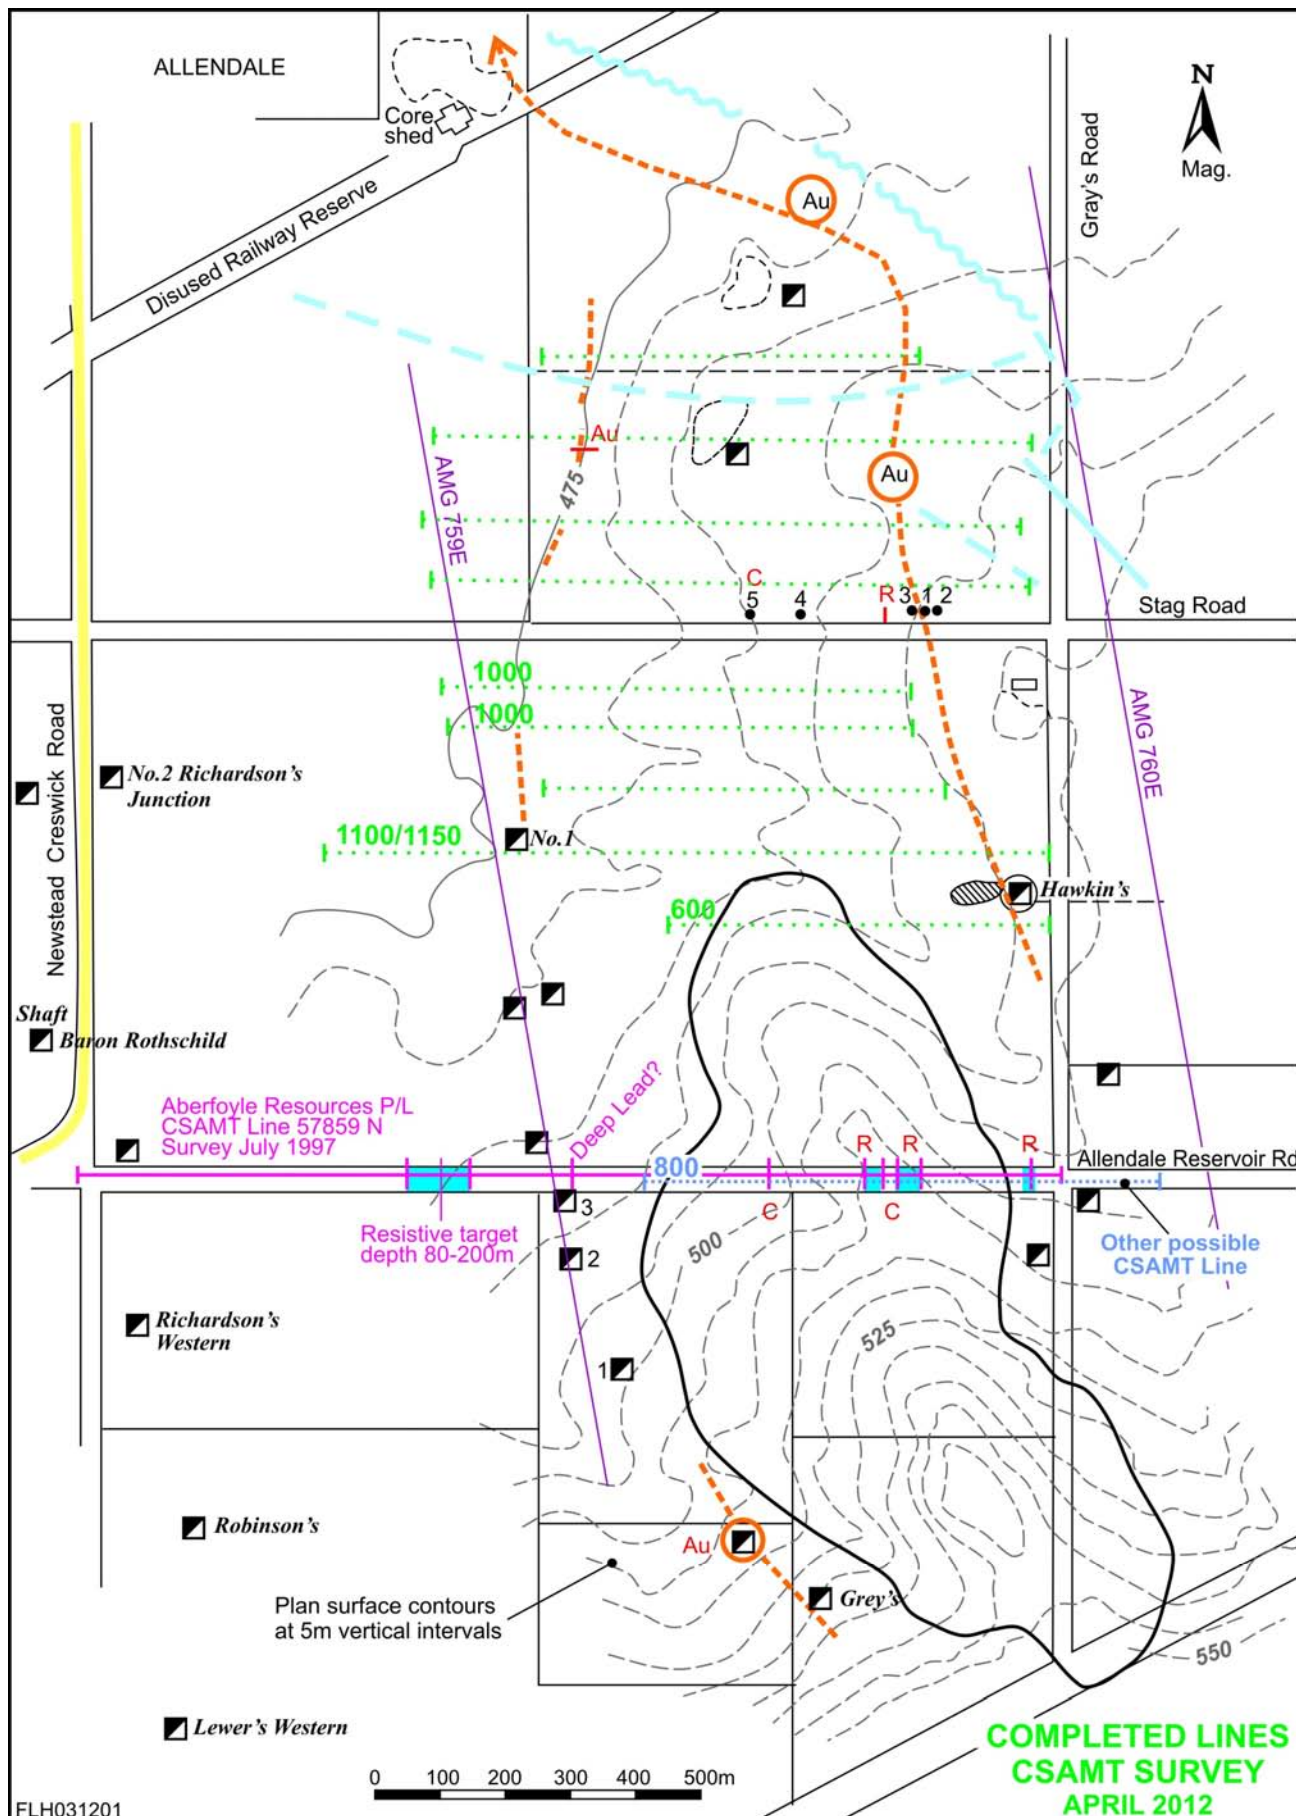 ALLENDALE
Core
shed
Disused Railway Reserve
N
Mag.
Gray's Road
Au
Au
475
AMG 759E
Au
C
5
4
R
3
1
2
Stag Road
1000
1000
AMG 760E
Newstead Creswick Road
No.2 Richardson's
Junction
1100/1150
No.1
Hawkin's
600
Shaft
Baron Rothschild
Aberfoyle Resources P/L
CSAMT Line 57859 N
Survey July 1997
Deep Lead?
800
R
R
R
Allendale Reservoir Rd
C
C
3
Resistive target
depth 80-200m
2
500
Other possible
CSAMT Line
Richardson's
Western
525
1
Robinson's
Au
Plan surface contours
at 5m vertical intervals
Grey's
550
Lewer's Western
COMPLETED LINES
CSAMT SURVEY
APRIL 2012
0 100 200 300 400 500m
FLH031201